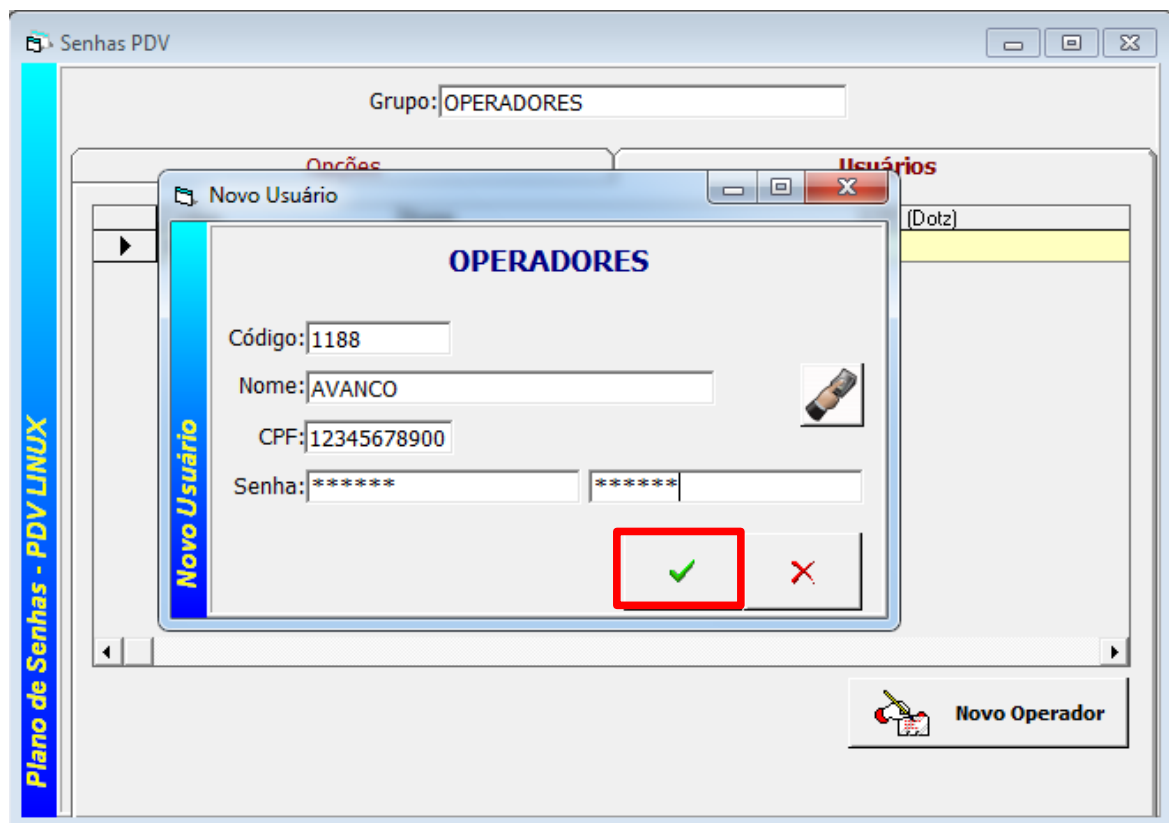 Senhas PDV
Grupo: OPERADORES
Opções
Usuários
(Dotz)
Novo Usuário
OPERADORES
Código: 1188
Nome: AVANCO
CPF: 12345678900
Senha: ****** ******
Novo Usuário
Plano de Senhas - PDV LINUX
Novo Operador